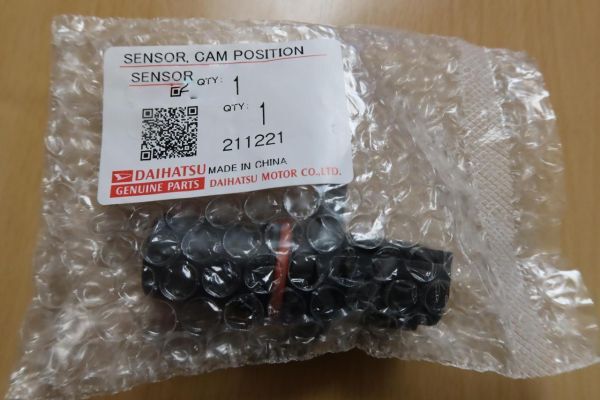 SENSOR, CAM POSITION
SENSOR
QTY: 1
QTY: 1
211221
DAIHATSU MADE IN CHINA
GENUINE PARTS DAIHATSU MOTOR CO.,LTD.